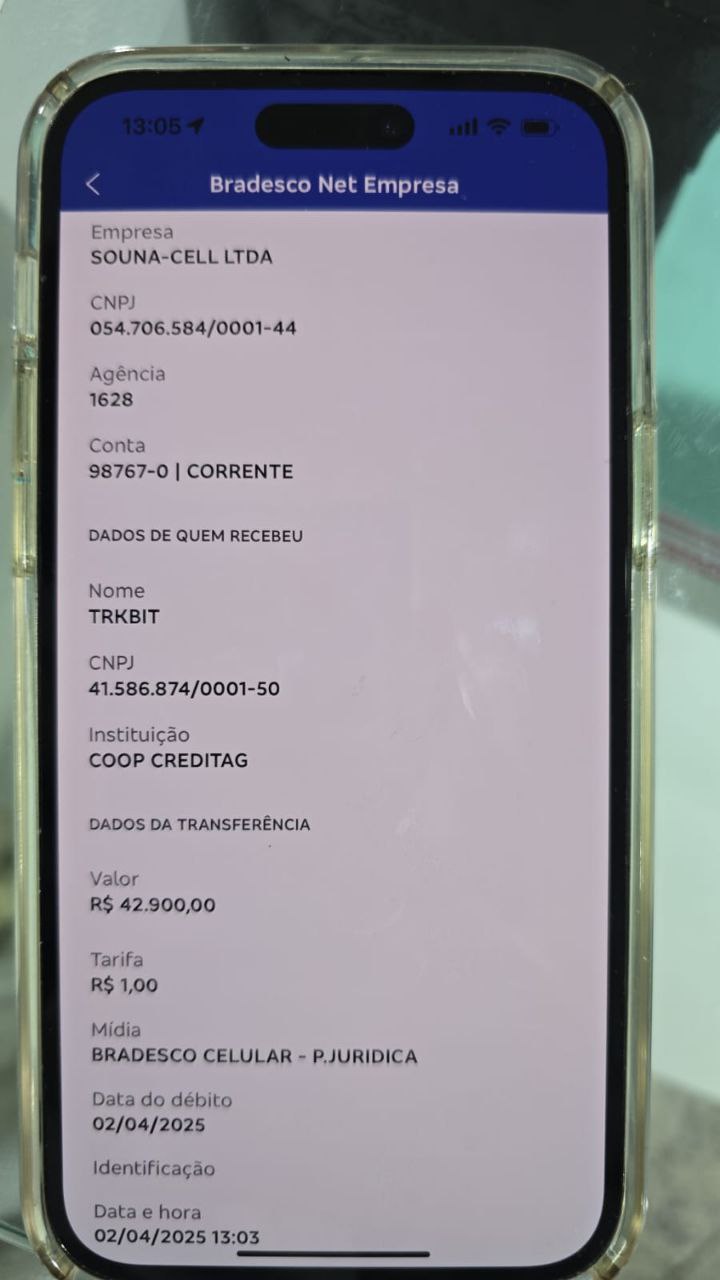 13:05
Bradesco Net Empresa
Empresa
SOUNA-CELL LTDA
CNPJ
054.706.584/0001-44
Agência
1628
Conta
98767-0 | CORRENTE
DADOS DE QUEM RECEBEU
Nome
TRKBIT
CNPJ
41.586.874/0001-50
Instituição
COOP CREDITAG
DADOS DA TRANSFERÊNCIA
Valor
R$ 42.900,00
Tarifa
R$ 1,00
Mídia
BRADESCO CELULAR - P.JURIDICA
Data do débito
02/04/2025
Identificação
Data e hora
02/04/2025 13:03